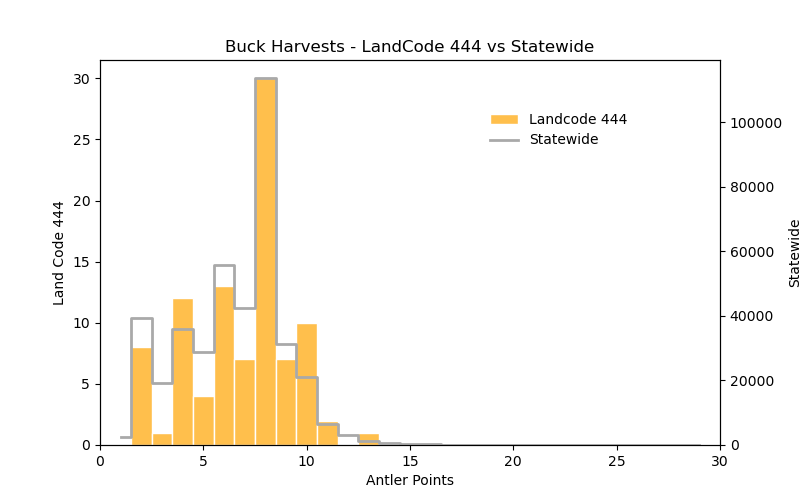 Buck Harvests - LandCode 444 vs Statewide
Land Code 444
30
25
20
15
10
5
0
Landcode 444
Statewide
100000
80000
60000
40000
20000
0
Statewide
0 5 10 15 20 25 30
Antler Points